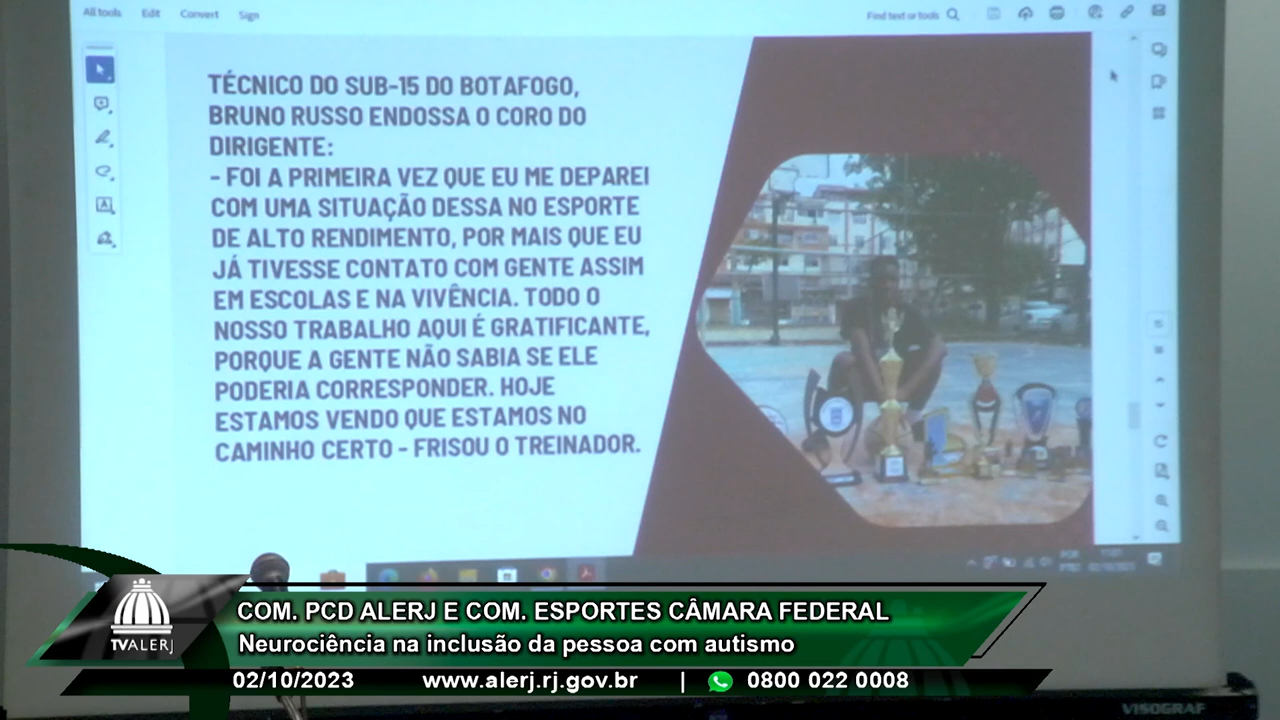 All tools Edit Convert Sign Find text or tools
TÉCNICO DO SUB-15 DO BOTAFOGO,
BRUNO RUSSO ENDOSSA O CORO DO
DIRIGENTE:
- FOI A PRIMEIRA VEZ QUE EU ME DEPAREI
COM UMA SITUAÇÃO DESSA NO ESPORTE
DE ALTO RENDIMENTO, POR MAIS QUE EU
JÁ TIVESSE CONTATO COM GENTE ASSIM
EM ESCOLAS E NA VIVÊNCIA. TODO O
NOSSO TRABALHO AQUI É GRATIFICANTE,
PORQUE A GENTE NÃO SABIA SE ELE
PODERIA CORRESPONDER. HOJE
ESTAMOS VENDO QUE ESTAMOS NO
CAMINHO CERTO - FRISOU O TREINADOR.
COM. PCD ALERJ E COM. ESPORTES CÂMARA FEDERAL
Neurociência na inclusão da pessoa com autismo
TVALERJ
02/10/2023 www.alerj.rj.gov.br | 0800 022 0008
VISOGRAF